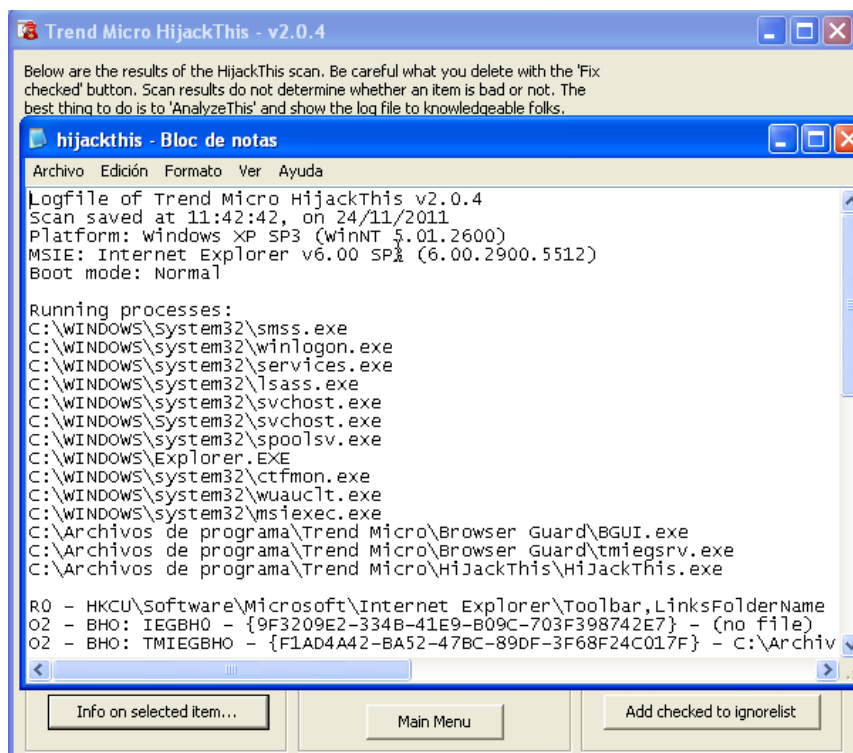 Trend Micro HijackThis - v2.0.4
Below are the results of the HijackThis scan. Be careful what you delete with the 'Fix
checked' button. Scan results do not determine whether an item is bad or not. The
best thing to do is to 'AnalyzeThis' and show the log file to knowledgeable folks.
hijackthis - Bloc de notas
Archivo Edición Formato Ver Ayuda
Logfile of Trend Micro HijackThis v2.0.4
Scan saved at 11:42:42, on 24/11/2011
Platform: Windows XP SP3 (WinNT 5.01.2600)
MSIE: Internet Explorer v6.00 SP3 (6.00.2900.5512)
Boot mode: Normal
Running processes:
C:\WINDOWS\System32\smss.exe
C:\WINDOWS\system32\winlogon.exe
C:\WINDOWS\system32\services.exe
C:\WINDOWS\system32\lsass.exe
C:\WINDOWS\system32\svchost.exe
C:\WINDOWS\System32\svchost.exe
C:\WINDOWS\system32\spoolsv.exe
C:\WINDOWS\Explorer.EXE
C:\WINDOWS\system32\ctfmon.exe
C:\WINDOWS\system32\wuauclt.exe
C:\WINDOWS\system32\msiexec.exe
C:\Archivos de programa\Trend Micro\Browser Guard\BGUI.exe
C:\Archivos de programa\Trend Micro\Browser Guard\tmiegsrv.exe
C:\Archivos de programa\Trend Micro\HiJackThis\HiJackThis.exe
R0 - HKCU\Software\Microsoft\Internet Explorer\Toolbar,LinksFolderName
O2 - BHO: IEGBHO - {9F3209E2-334B-41E9-B09C-703F398742E7} - (no file)
O2 - BHO: TMIEGBHO - {F1AD4A42-BA52-47BC-89DF-3F68F24C017F} - C:\Archiv
Info on selected item...
Main Menu
Add checked to ignorelist